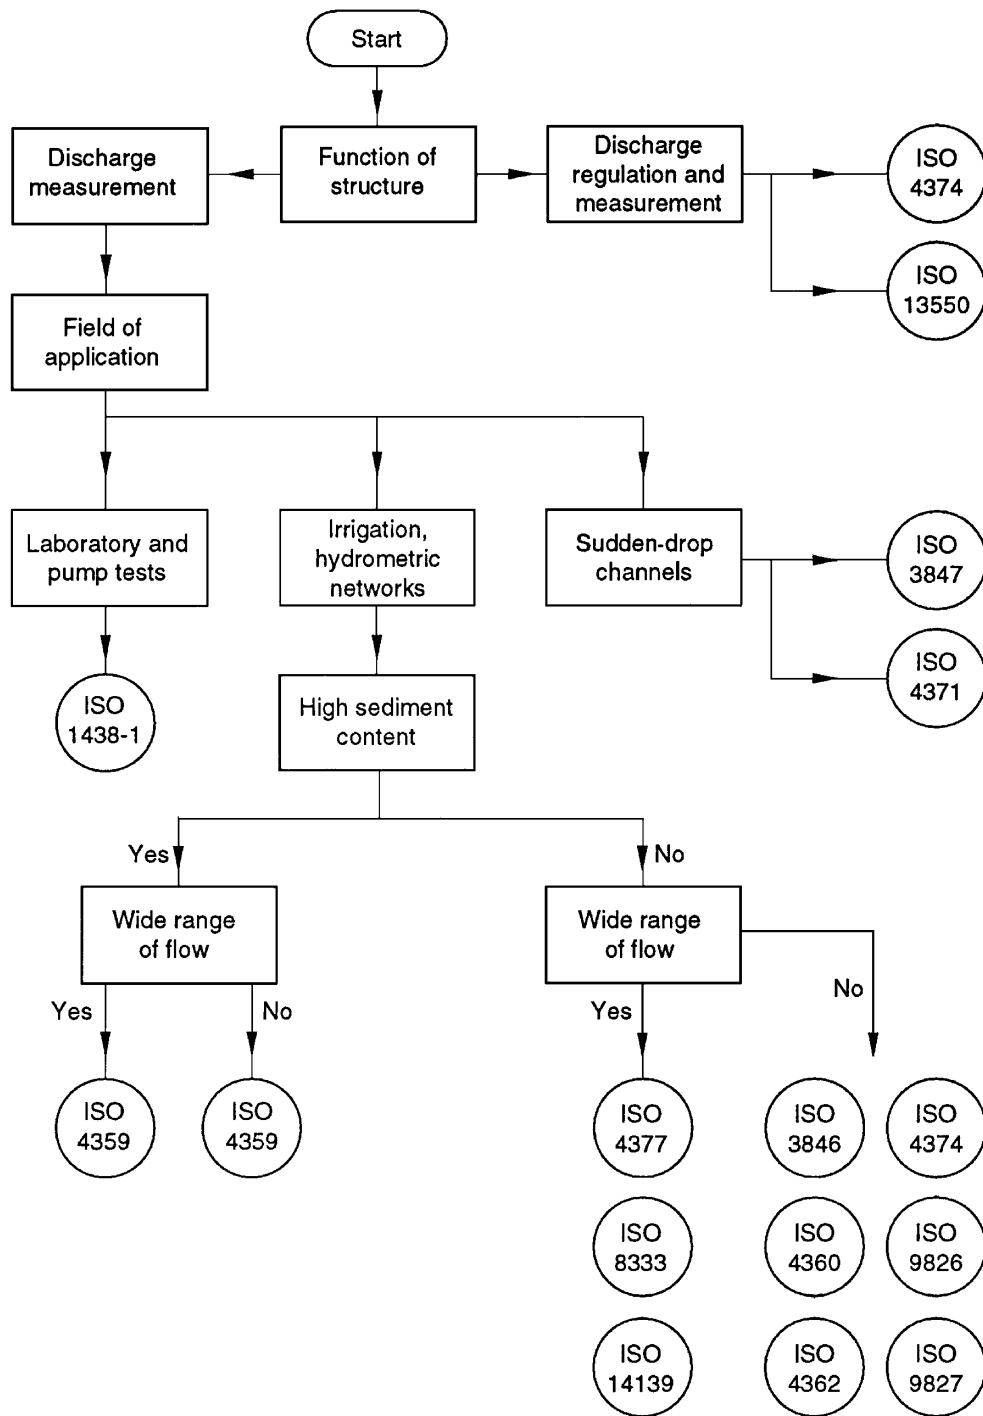 Start
Discharge
measurement
Function of
structure
Discharge
regulation and
measurement
ISO
4374
ISO
13550
Field of
application
Laboratory and
pump tests
Irrigation,
hydrometric
networks
Sudden-drop
channels
ISO
3847
ISO
4371
ISO
1438-1
High sediment
content
Yes
No
Wide range
of flow
Wide range
of flow
Yes
No
Yes
No
ISO
4359
ISO
4359
ISO
4377
ISO
3846
ISO
4374
ISO
8333
ISO
4360
ISO
9826
ISO
14139
ISO
4362
ISO
9827